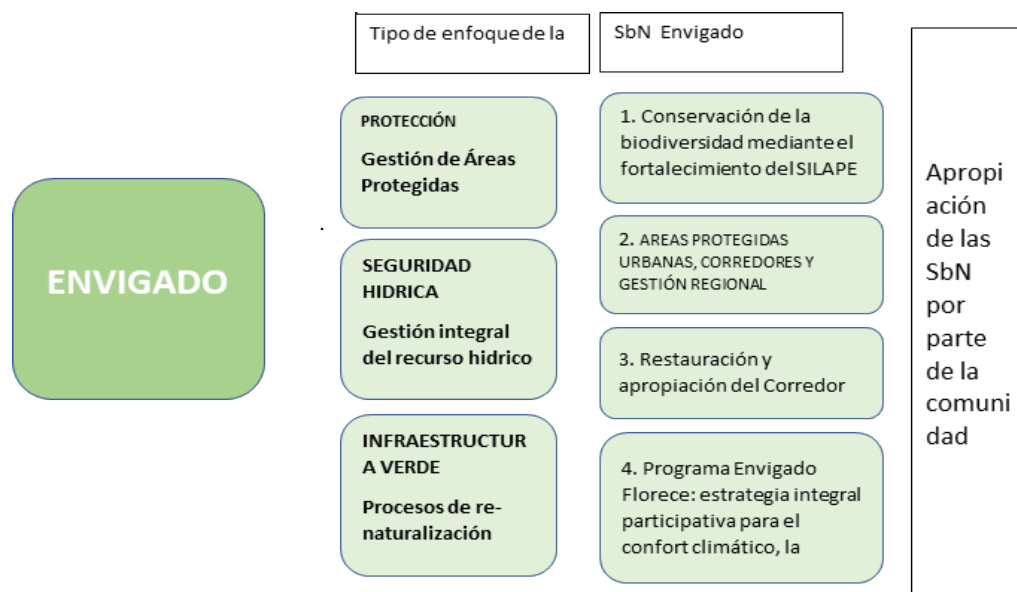 Tipo de enfoque de la
SbN Envigado
ENVIGADO
PROTECCIÓN
Gestión de Áreas
Protegidas
SEGURIDAD
HIDRICA
Gestión integral
del recurso hidrico
INFRAESTRUCTUR
A VERDE
Procesos de re-
naturalización
1. Conservación de la
biodiversidad mediante el
fortalecimiento del SILAPE
2. AREAS PROTEGIDAS
URBANAS, CORREDORES Y
GESTIÓN REGIONAL
3. Restauración y
apropiación del Corredor
4. Programa Envigado
Florece: estrategia integral
participativa para el
confort climático, la
Apropi
ación
de las
SbN
por
parte
de la
comuni
dad